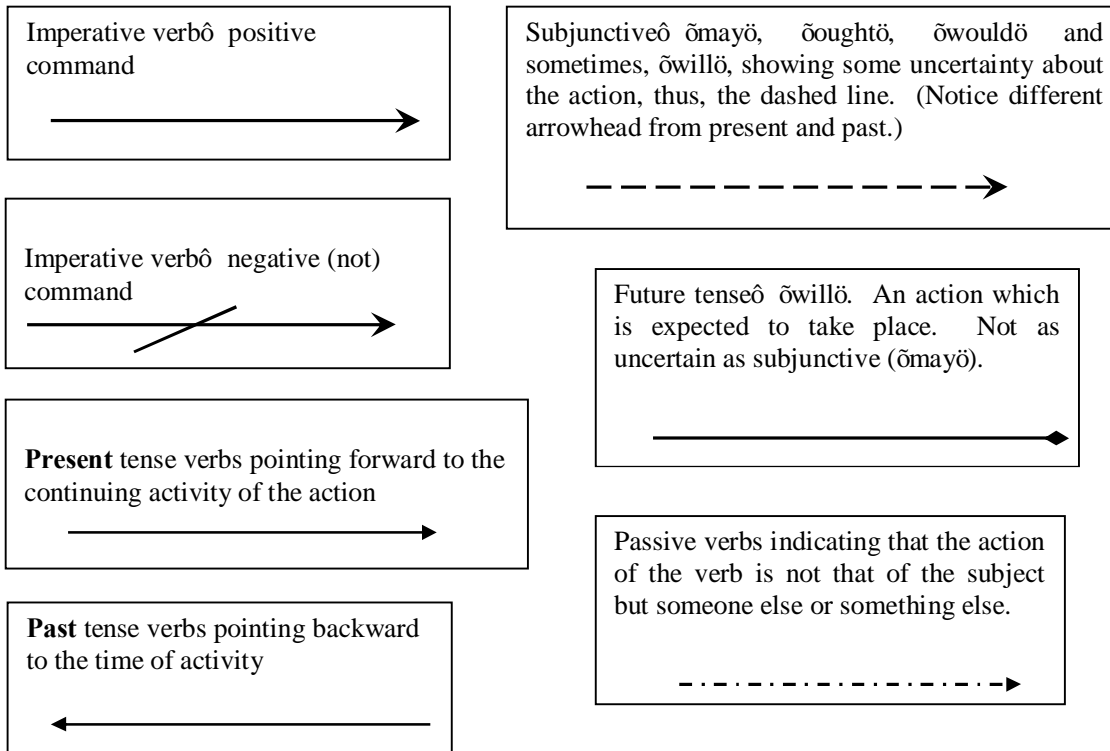 Imperative verbô  positive
command
Imperative verbô  negative (not)
command
Present tense verbs pointing forward to the
continuing activity of the action
Past tense verbs pointing backward
to the time of activity
Subjunctiveô õmayö, õoughtö, õwouldö and
sometimes, õwillö, showing some uncertainty about
the action, thus, the dashed line.  (Notice different
arrowhead from present and past.)
Future tenseô õwillö.  An action which
is expected to take place.  Not as
uncertain as subjunctive (õmayö).
Passive verbs indicating that the action
of the verb is not that of the subject
but someone else or something else.